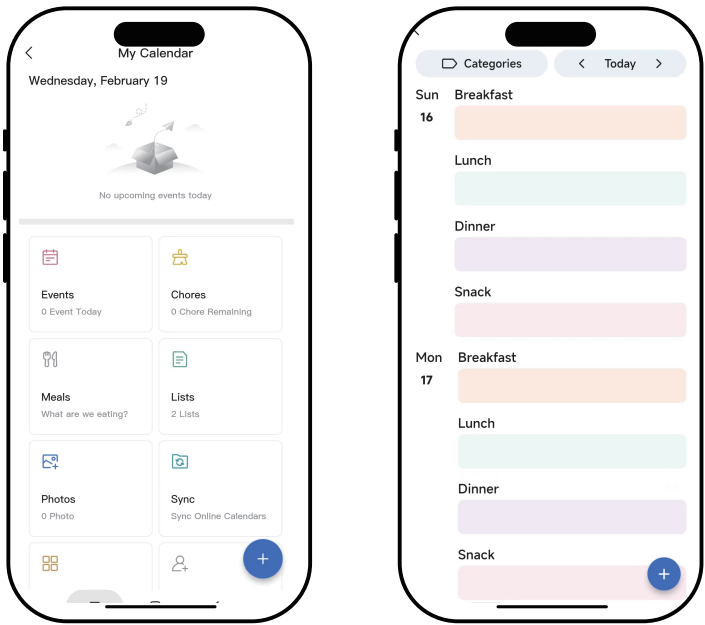 My Calendar
Wednesday, February 19
No upcoming events today
Events
0 Event Today
Chores
0 Chore Remaining
Meals
What are we eating?
Lists
2 Lists
Photos
0 Photo
Sync
Sync Online Calendars
Categories
Today
Sun
16
Breakfast
Lunch
Dinner
Snack
Mon
17
Breakfast
Lunch
Dinner
Snack